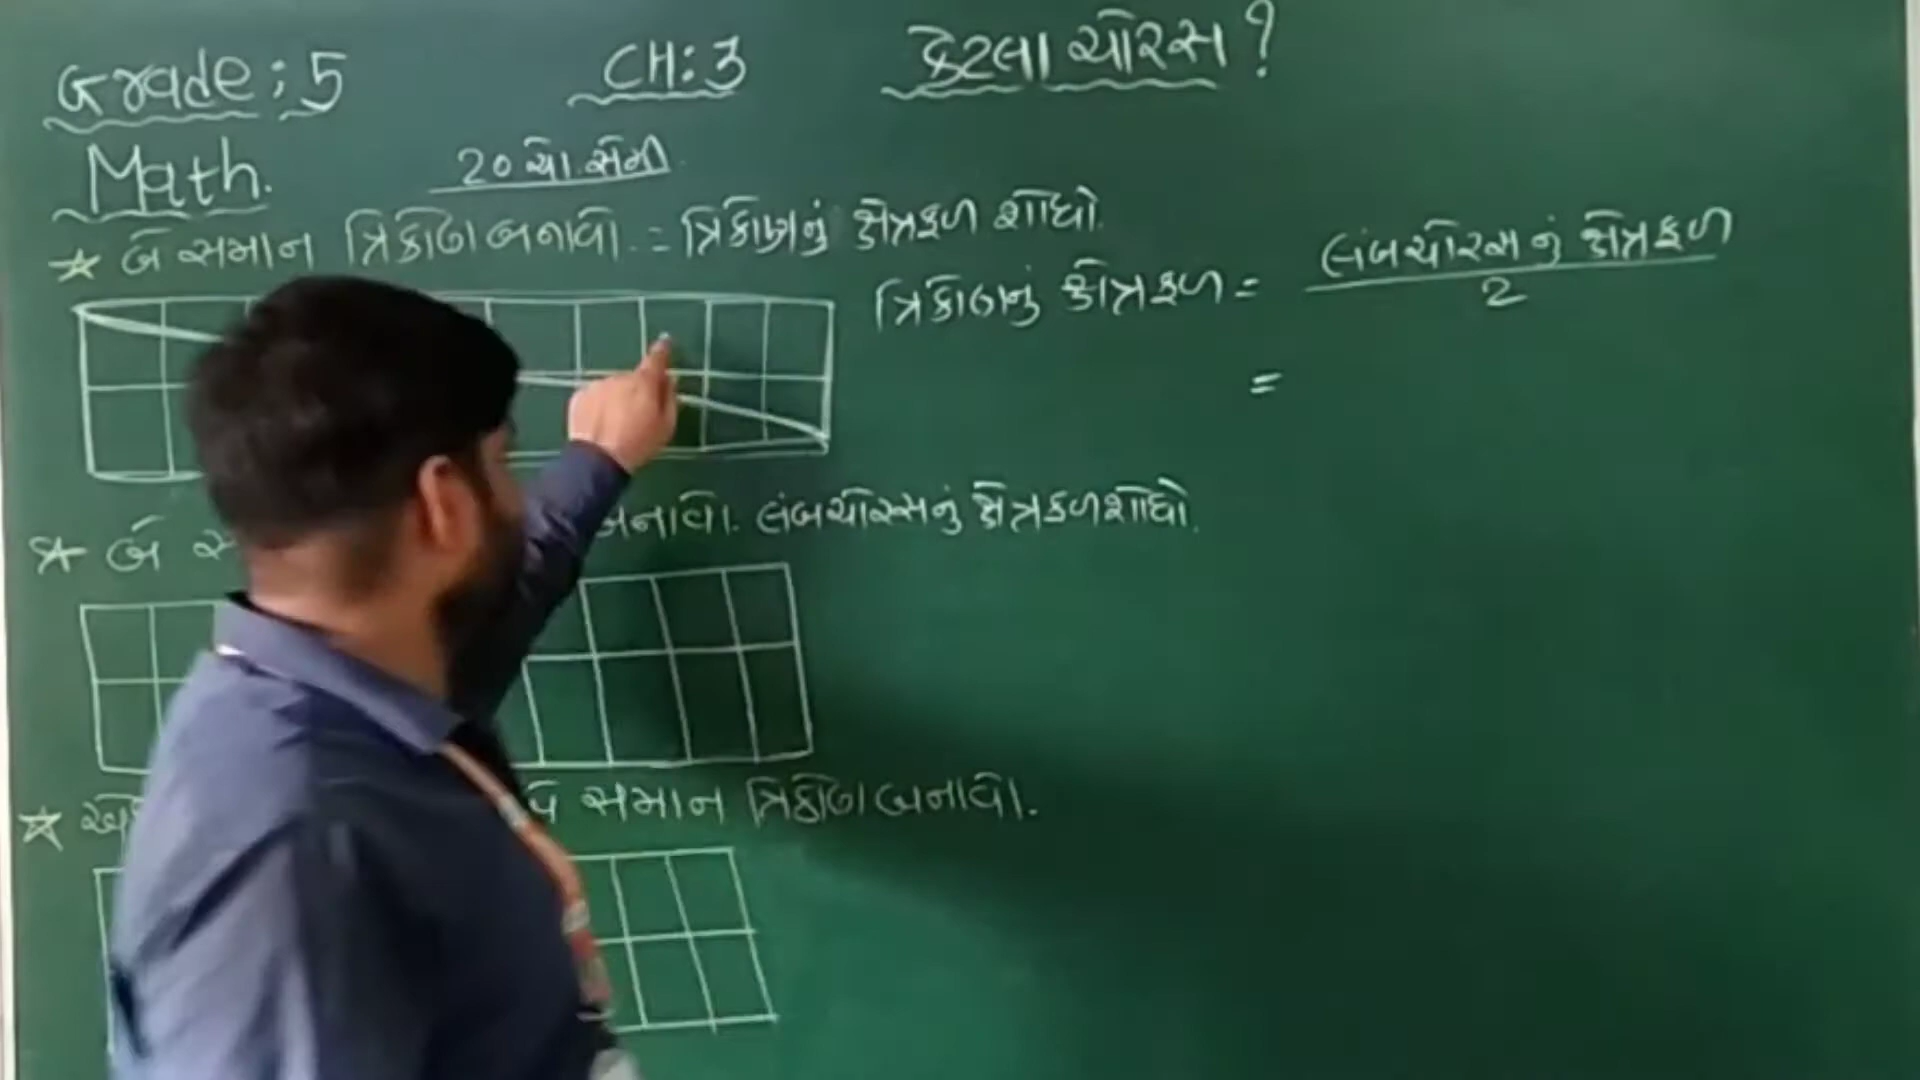 Grade : 5 CH : 3 કેટલા ચોરસ ?
Math.
20 ચો. સેમી
☆ બે સમાન ત્રિકોણ બનાવો. = ત્રિકોણનું ક્ષેત્રફળ શોધો.
ત્રિકોણનું ક્ષેત્રફળ = લંબચોરસનું ક્ષેત્રફળ
2
=
☆ બે બનાવો. લંબચોરસનું ક્ષેત્રફળ શોધો.
☆ સમાન ત્રિકોણ બનાવો.